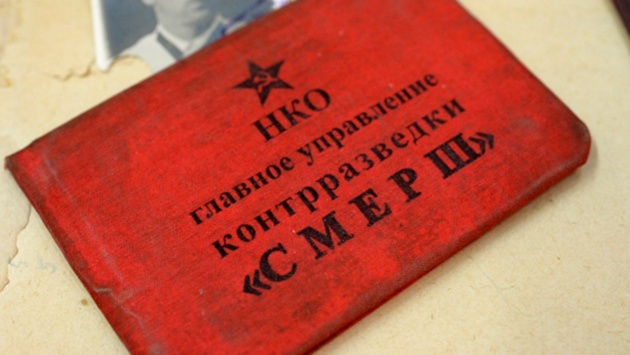 НКО
главное управление
контрразведки
«СМЕРШ»